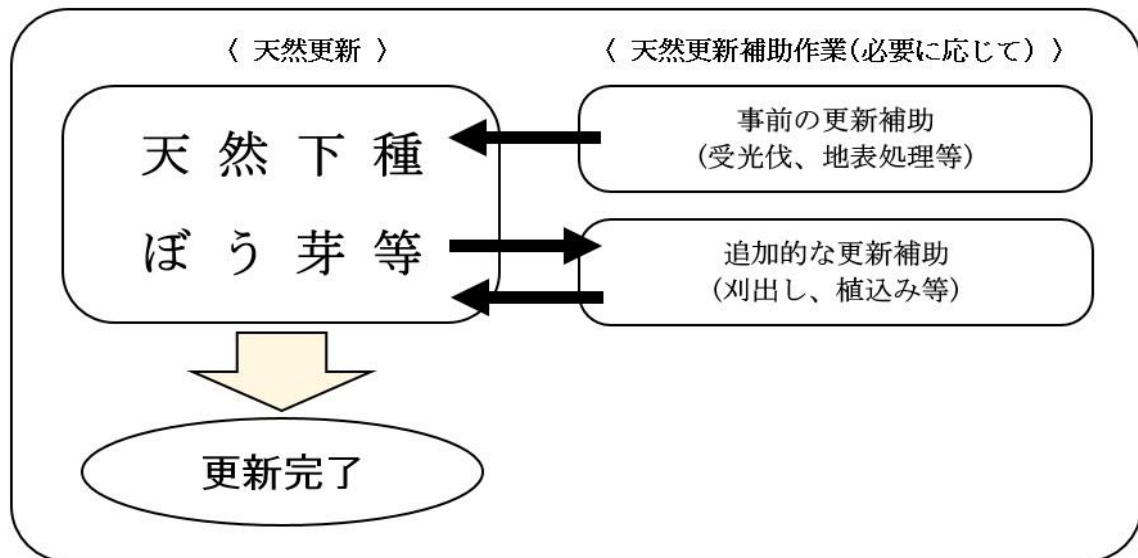 〈 天然更新 〉
〈 天然更新補助作業(必要に応じて) 〉
天然下種
ぼう芽等
事前の更新補助
(受光伐、地表処理等)
追加的な更新補助
(刈出し、植込み等)
更新完了